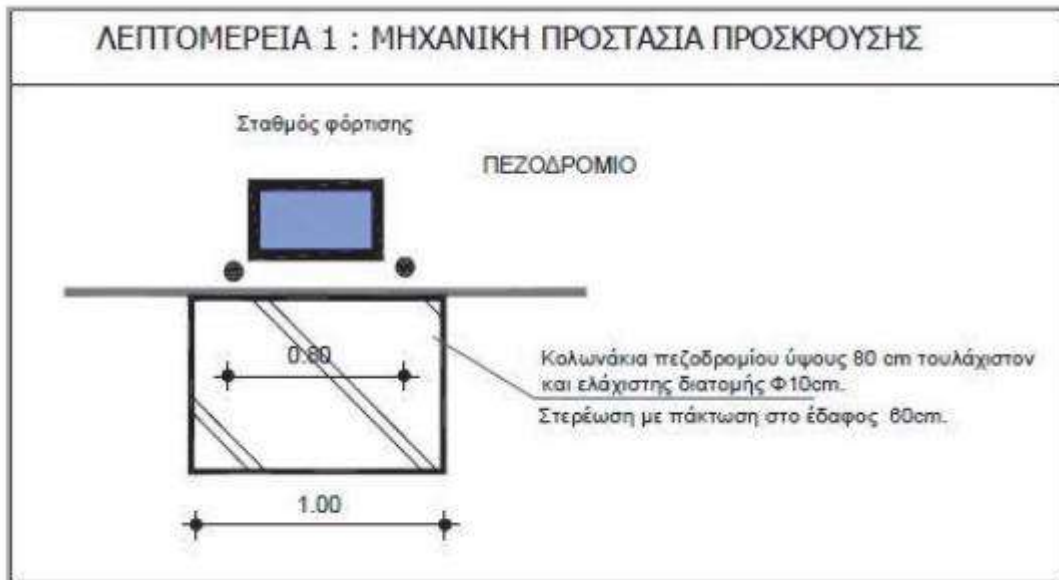 ΛΕΠΤΟΜΕΡΕΙΑ 1 : ΜΗΧΑΝΙΚΗ ΠΡΟΣΤΑΣΙΑ ΠΡΟΣΚΡΟΥΣΗΣ
Σταθμός φόρτισης
ΠΕΖΟΔΡΟΜΙΟ
0.80
Κολωνάκια πεζοδρομίου ύψους 80 cm τουλάχιστον
και ελάχιστης διατομής Φ10cm.
Στερέωση με πάκτωση στο έδαφος 60cm.
1.00